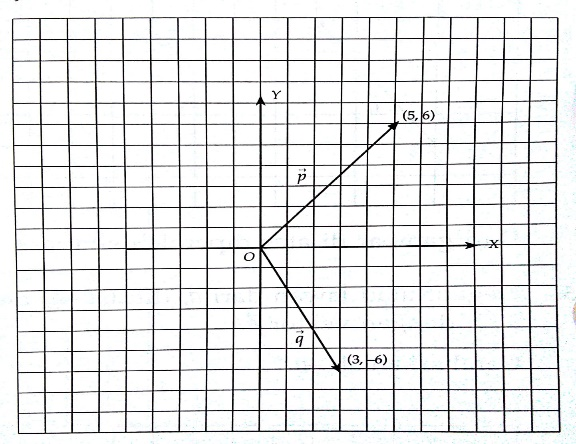 Y
(5, 6)
p⃗
X
O
q⃗
(3, –6)